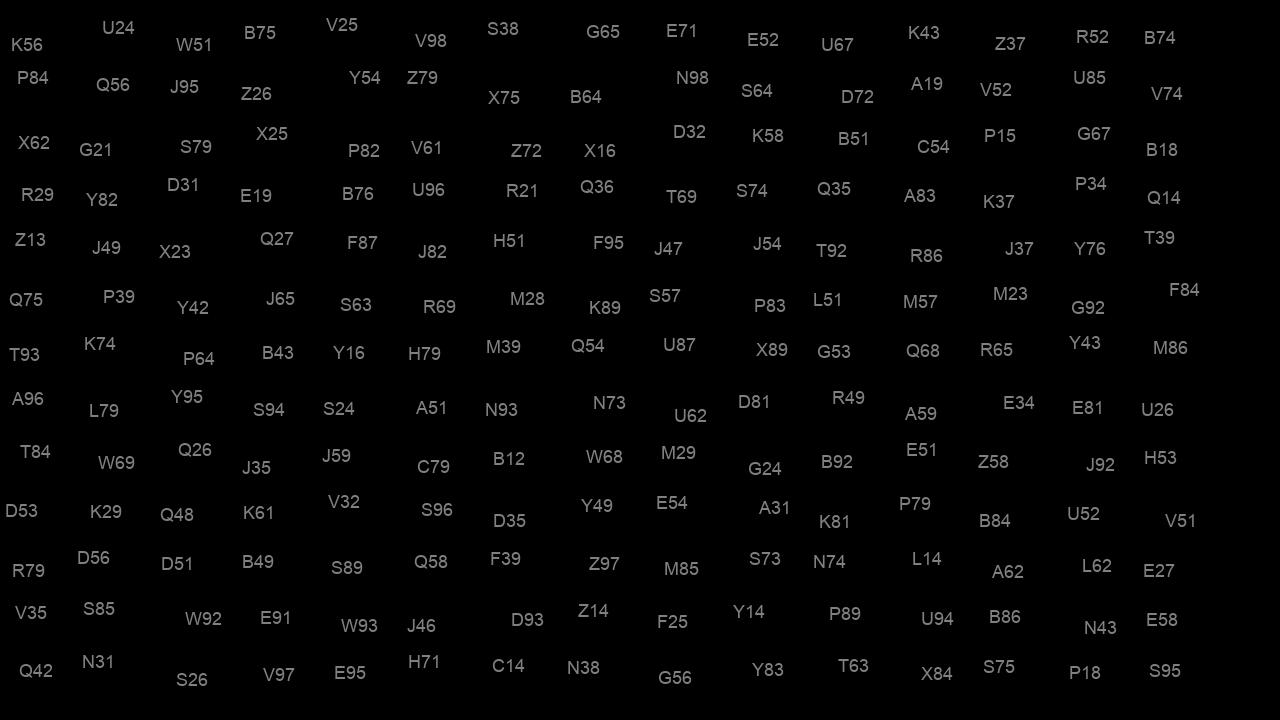 K56 U24 W51 B75 V25 V98 S38 G65 E71 E52 U67 K43 Z37 R52 B74
P84 Q56 J95 Z26 Y54 Z79 X75 B64 N98 S64 D72 A19 V52 U85 V74
X62 G21 S79 X25 P82 V61 Z72 X16 D32 K58 B51 C54 P15 G67 B18
R29 Y82 D31 E19 B76 U96 R21 Q36 T69 S74 Q35 A83 K37 P34 Q14
Z13 J49 X23 Q27 F87 J82 H51 F95 J47 J54 T92 R86 J37 Y76 T39
Q75 P39 Y42 J65 S63 R69 M28 K89 S57 P83 L51 M57 M23 G92 F84
T93 K74 P64 B43 Y16 H79 M39 Q54 U87 X89 G53 Q68 R65 Y43 M86
A96 L79 Y95 S94 S24 A51 N93 N73 U62 D81 R49 A59 E34 E81 U26
T84 W69 Q26 J35 J59 C79 B12 W68 M29 G24 B92 E51 Z58 J92 H53
D53 K29 Q48 K61 V32 S96 D35 Y49 E54 A31 K81 P79 B84 U52 V51
R79 D56 D51 B49 S89 Q58 F39 Z97 M85 S73 N74 L14 A62 L62 E27
V35 S85 W92 E91 W93 J46 D93 Z14 F25 Y14 P89 U94 B86 N43 E58
Q42 N31 S26 V97 E95 H71 C14 N38 G56 Y83 T63 X84 S75 P18 S95